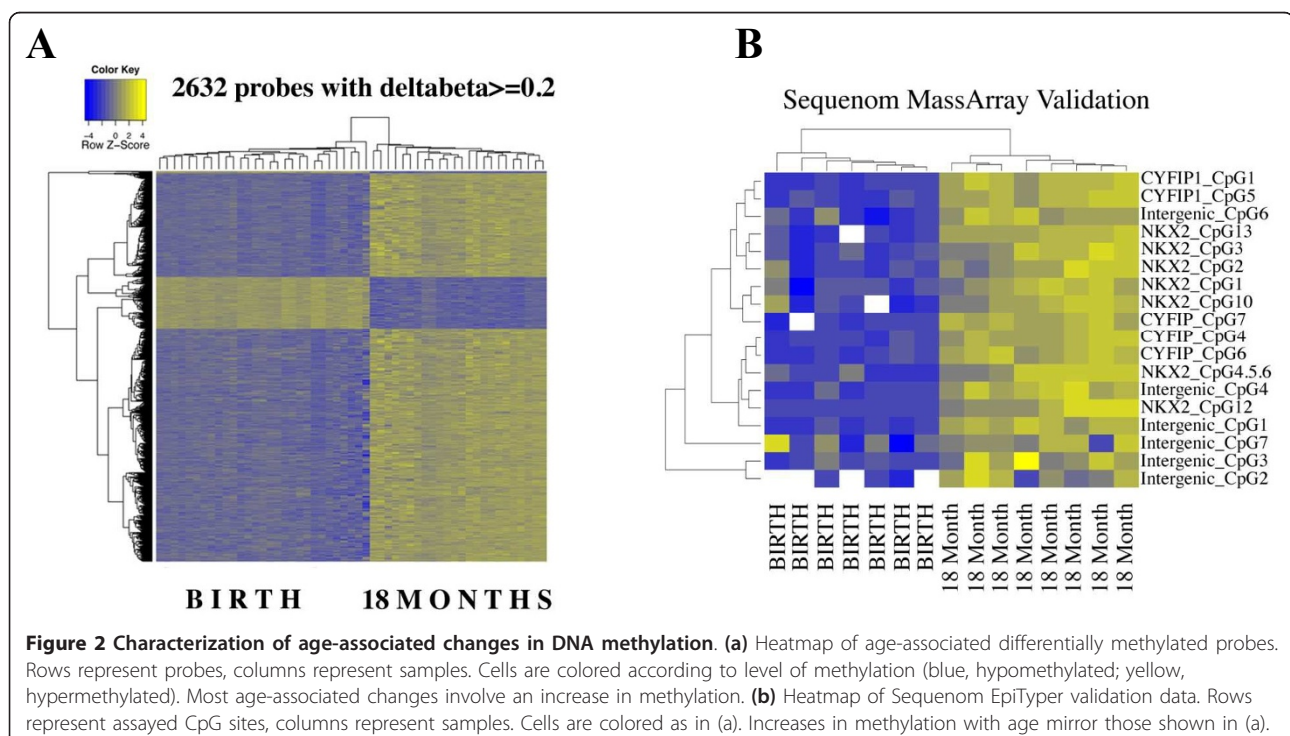 A
Color Key
-4 0 2 4
Row Z-Score
2632 probes with deltabeta>=0.2
BIRTH 18MONTHS
B
Sequenom MassArray Validation
CYFIP1_CpG1
CYFIP1_CpG5
Intergenic_CpG6
NKX2_CpG13
NKX2_CpG3
NKX2_CpG2
NKX2_CpG1
NKX2_CpG10
CYFIP_CpG7
CYFIP_CpG4
CYFIP_CpG6
NKX2_CpG4.5.6
Intergenic_CpG4
NKX2_CpG12
Intergenic_CpG1
Intergenic_CpG7
Intergenic_CpG3
Intergenic_CpG2
BIRTH
BIRTH
BIRTH
BIRTH
BIRTH
BIRTH
BIRTH
18 Month
18 Month
18 Month
18 Month
18 Month
18 Month
18 Month
18 Month
Figure 2 Characterization of age-associated changes in DNA methylation. (a) Heatmap of age-associated differentially methylated probes.
Rows represent probes, columns represent samples. Cells are colored according to level of methylation (blue, hypomethylated; yellow,
hypermethylated). Most age-associated changes involve an increase in methylation. (b) Heatmap of Sequenom EpiTyper validation data. Rows
represent assayed CpG sites, columns represent samples. Cells are colored as in (a). Increases in methylation with age mirror those shown in (a).